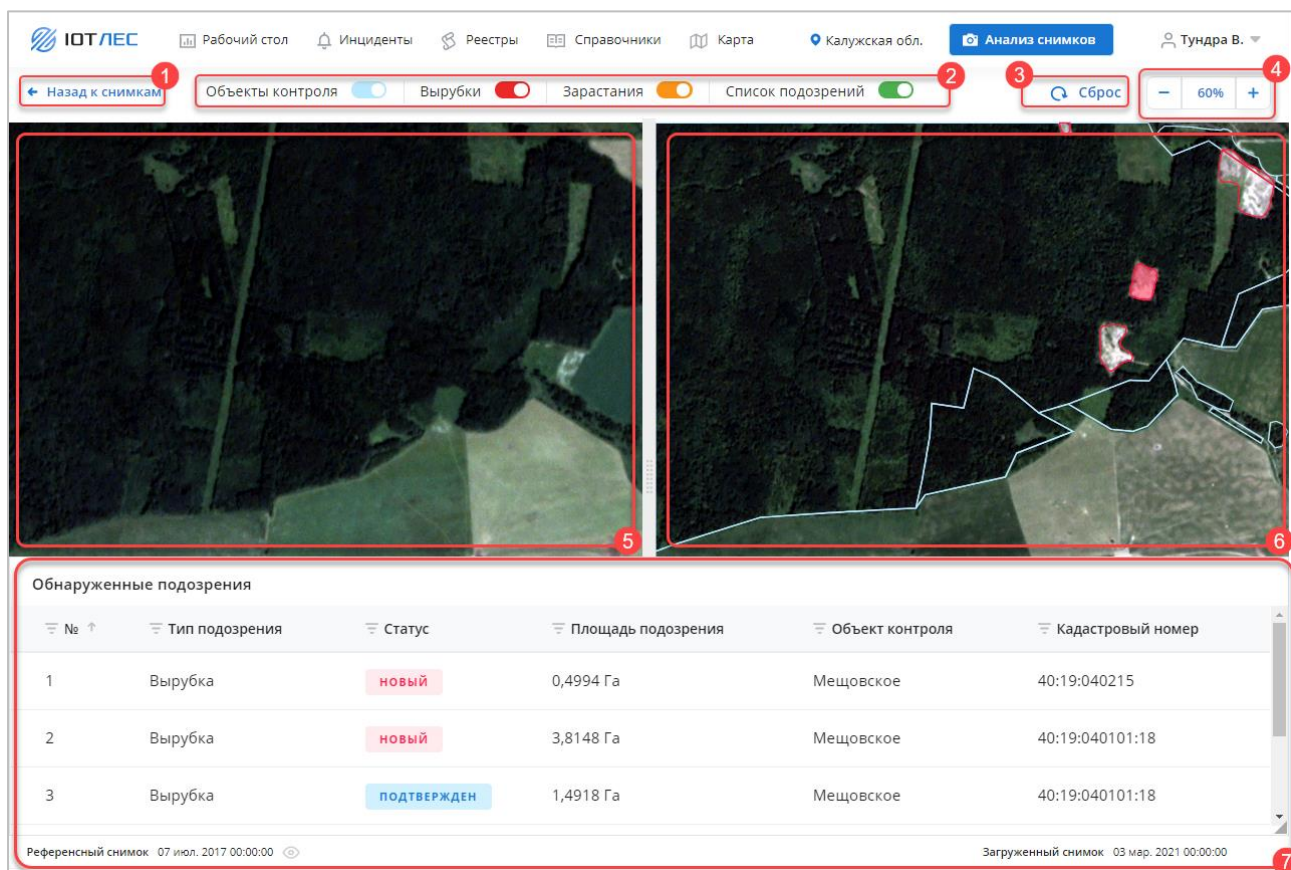 IOT ЛЕС Рабочий стол Инциденты Реестры Справочники Карта Калужская обл. Анализ снимков Тундра В.
1 2 3 4
Назад к снимкам Объекты контроля Вырубки Зарастания Список подозрений Сброс − 60% +
5 6
Обнаруженные подозрения
№ Тип подозрения Статус Площадь подозрения Объект контроля Кадастровый номер
1 Вырубка НОВЫЙ 0,4994 Га Мещовское 40:19:040215
2 Вырубка НОВЫЙ 3,8148 Га Мещовское 40:19:040101:18
3 Вырубка ПОДТВЕРЖДЕН 1,4918 Га Мещовское 40:19:040101:18
Референсный снимок 07 июл. 2017 00:00:00 Загруженный снимок 03 мар. 2021 00:00:00
7